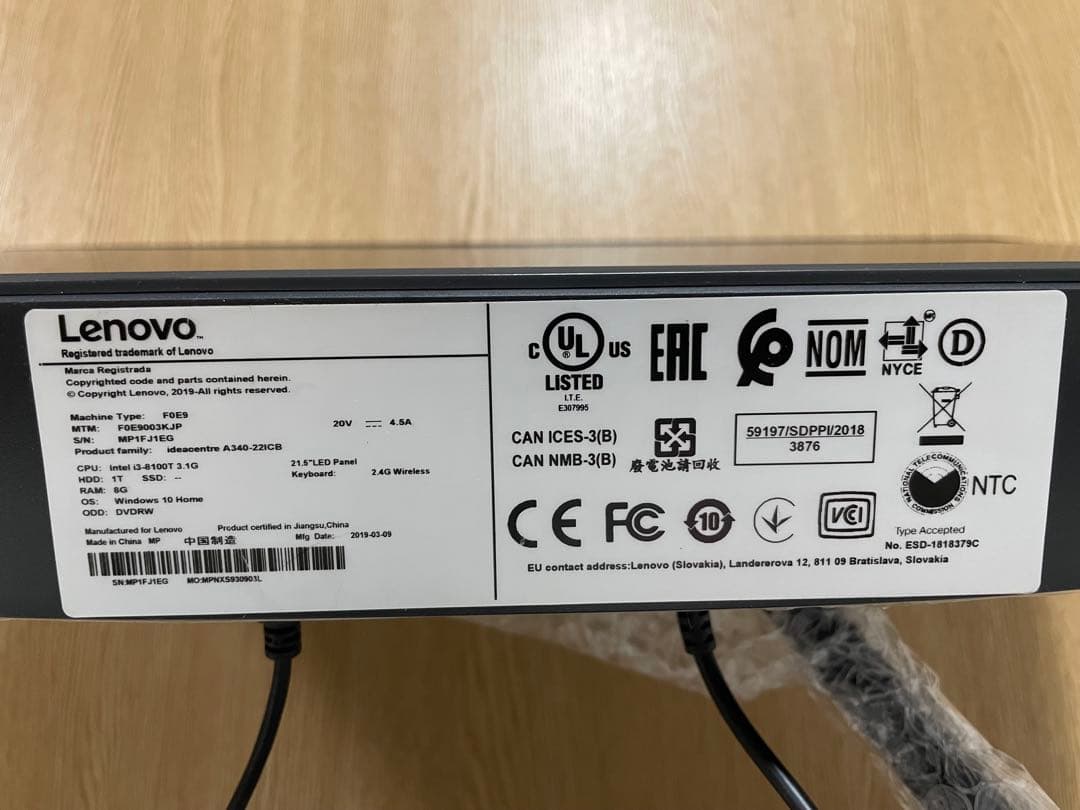 Lenovo™
Registered trademark of Lenovo
Marca Registrada
Copyrighted code and parts contained herein.
© Copyright Lenovo, 2019-All rights reserved.
Machine Type: F0E9
MTM: F0E9003KJP
S/N: MP1FJ1EG
Product family: ideacentre A340-22ICB
20V 4.5A
CPU: Intel i3-8100T 3.1G
HDD: 1T SSD: --
RAM: 8G
OS: Windows 10 Home
ODD: DVDRW
21.5"LED Panel
Keyboard: 2.4G Wireless
Manufactured for Lenovo Product certified in Jiangsu,China
Made in China MP 中国制造 Mfg Date: 2019-03-09
SN:MP1FJ1EG MO:MPNXS930903L
C UL US
LISTED
I.T.E.
E307995
EAC
NOM
NYCE
D
CAN ICES-3(B)
CAN NMB-3(B)
廢電池請回收
59197/SDPPI/2018
3876
NATIONAL TELECOMMUNICATIONS COMMISSION
NTC
Type Accepted
No. ESD-1818379C
CE FC 10 VCCI
EU contact address:Lenovo (Slovakia), Landererova 12, 811 09 Bratislava, Slovakia